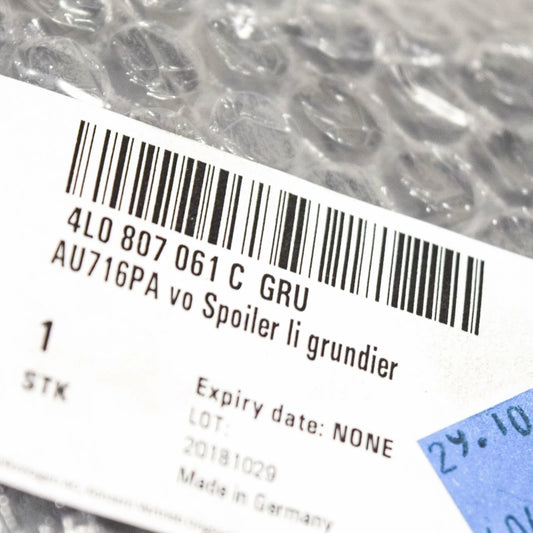 4L0 807 061 C GRU
AU716PA vo Spoiler li grundier
1
STK
Expiry date: NONE
LOT:
20181029
Made in Germany
24.10